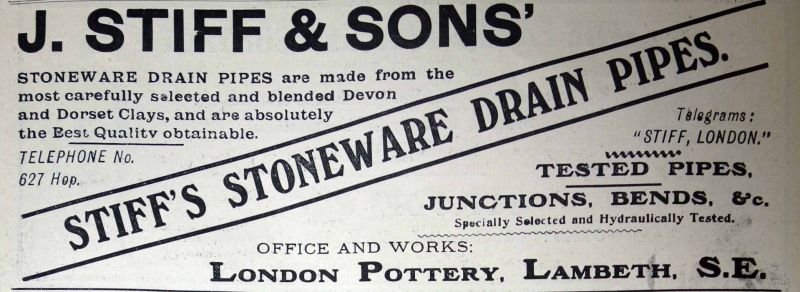 J. STIFF & SONS'
STONEWARE DRAIN PIPES are made from the
most carefully selected and blended Devon
and Dorset Clays, and are absolutely
the Best Quality obtainable.
TELEPHONE No.
627 Hop.
STIFF'S STONEWARE DRAIN PIPES.
Telegrams:
"STIFF, LONDON."
TESTED PIPES,
JUNCTIONS, BENDS, &c.
Specially Selected and Hydraulically Tested.
OFFICE AND WORKS:
LONDON POTTERY, LAMBETH, S.E.